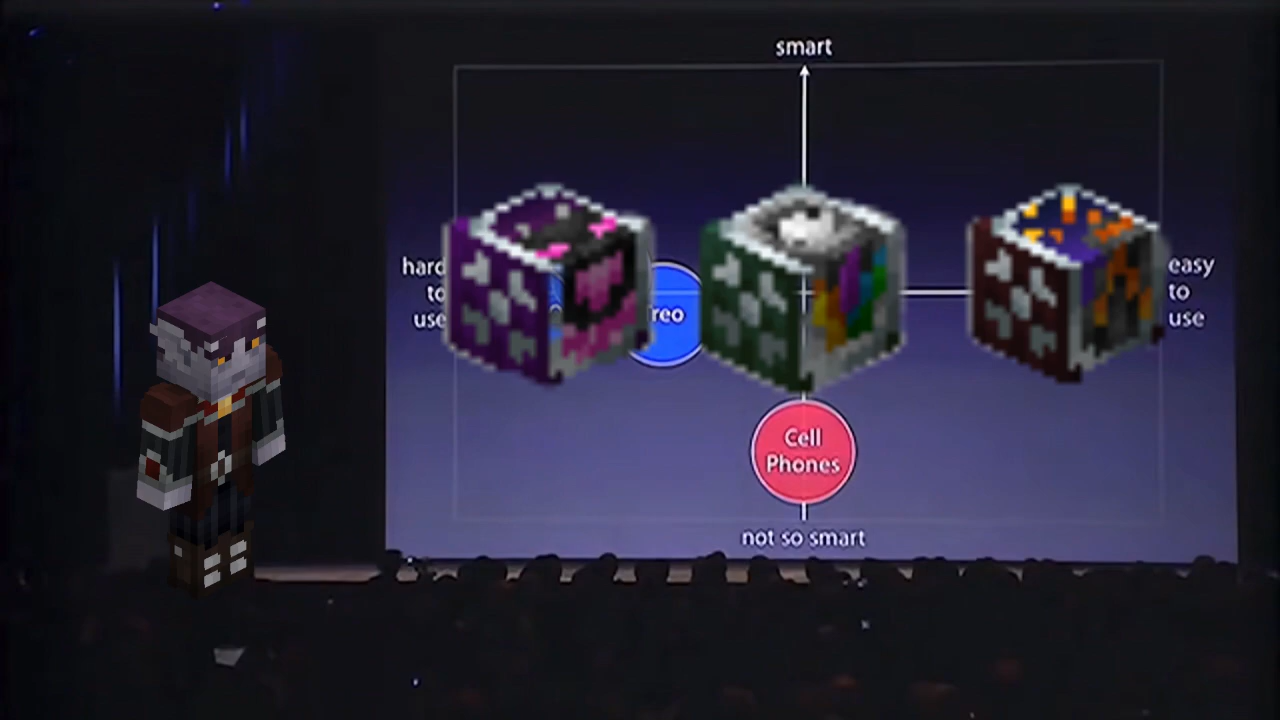 smart
hard
to
use
reo
easy
to
use
Cell
Phones
not so smart